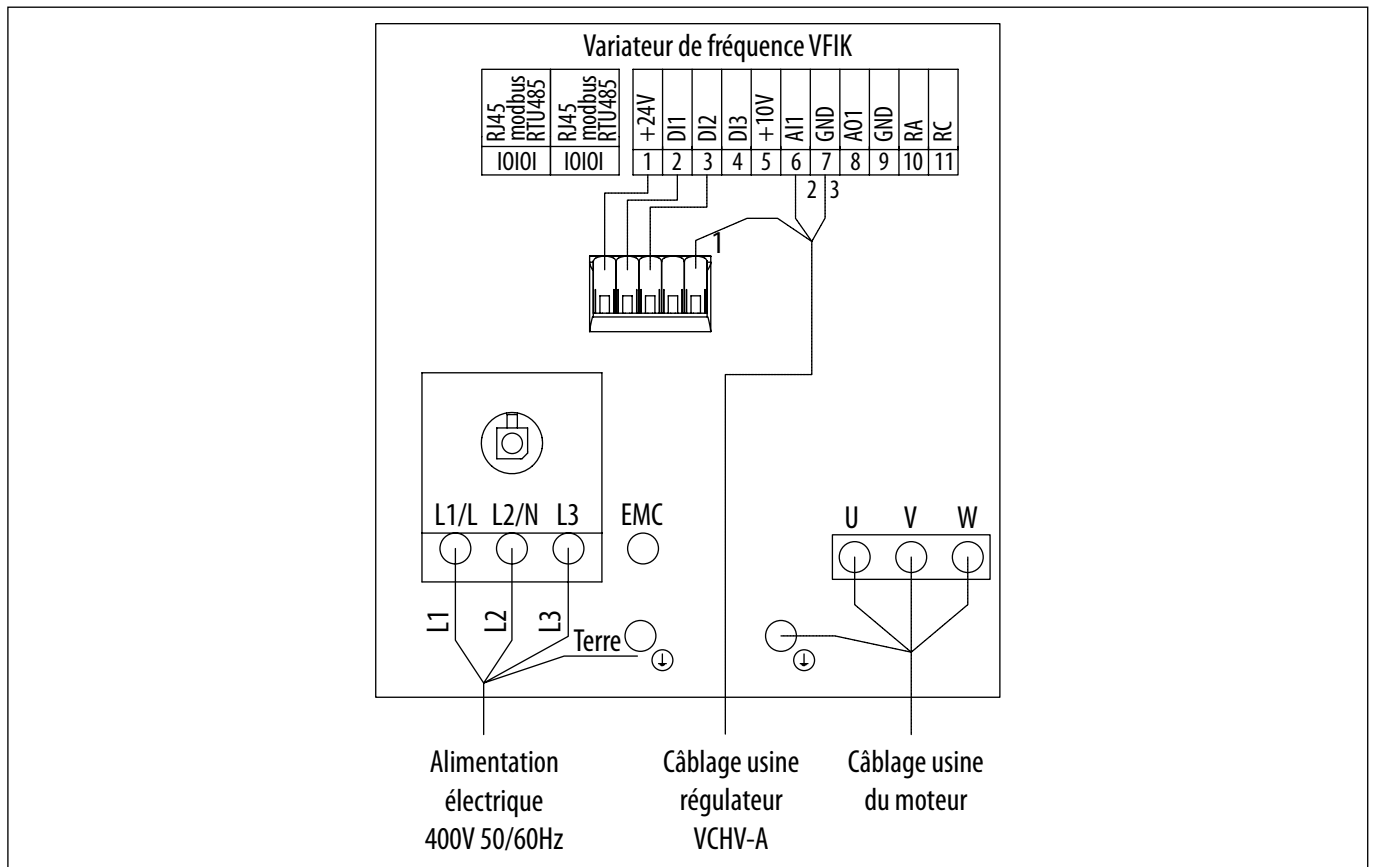 Variateur de fréquence VFIK
RJ45
modbus
RTU485
RJ45
modbus
RTU485
+24V
DI1
DI2
DI3
+10V
AI1
GND
AO1
GND
RA
RC
IOIOI IOIOI 1 2 3 4 5 6 7 8 9 10 11
2 3
1
L1/L L2/N L3 EMC
U V W
L1 L2 L3 Terre
Alimentation
électrique
400V 50/60Hz
Câblage usine
régulateur
VCHV-A
Câblage usine
du moteur